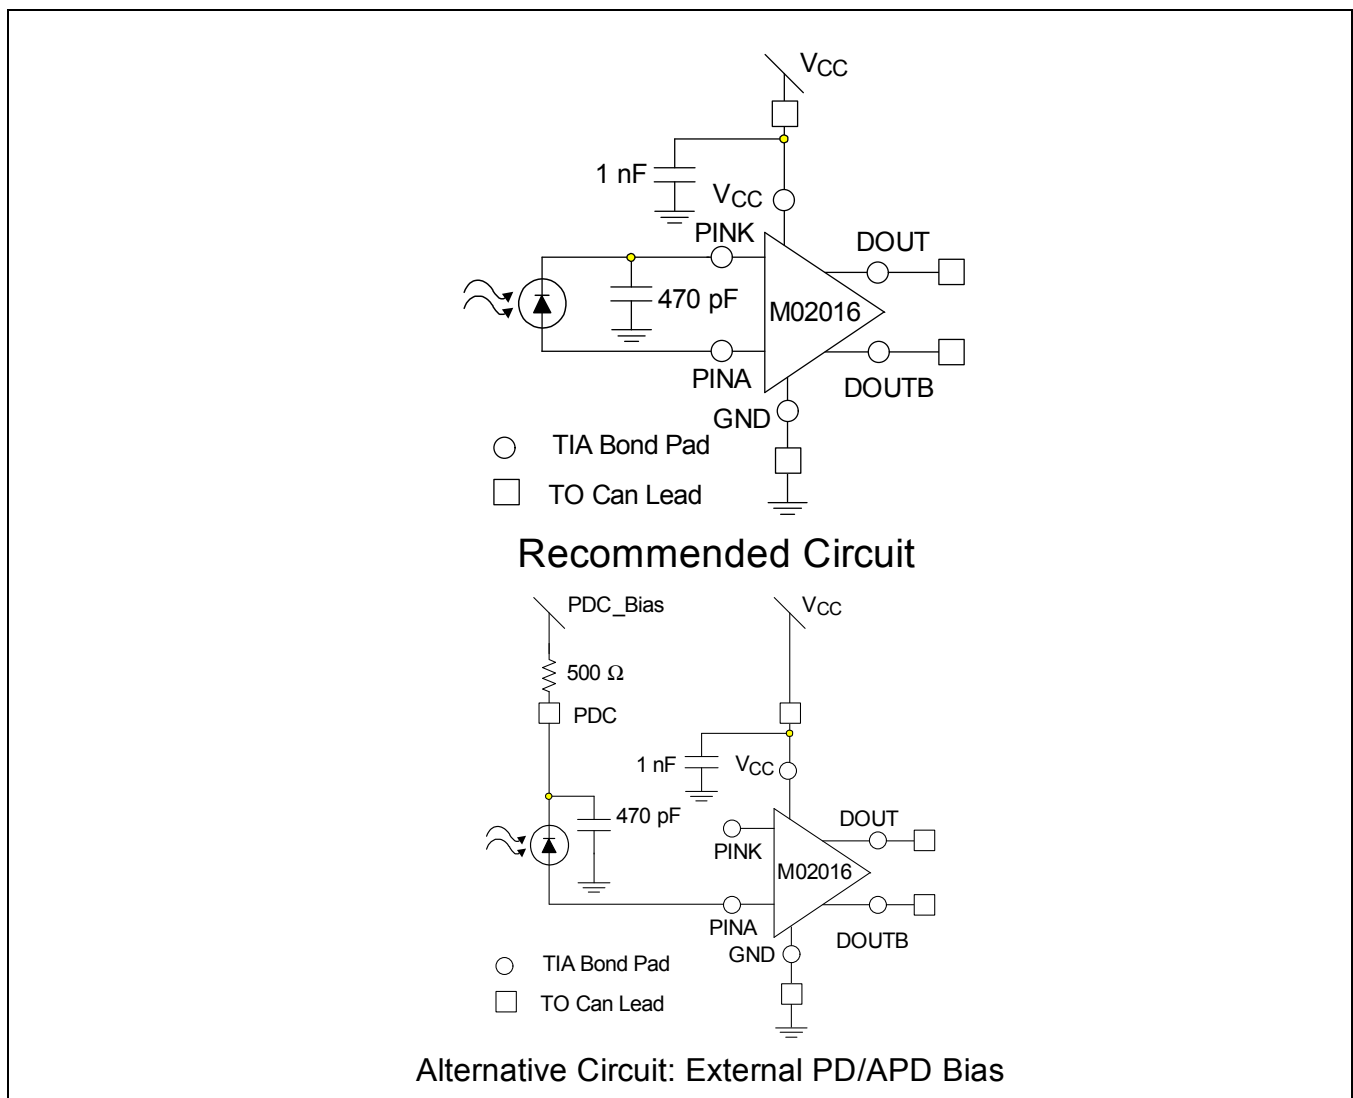 VCC
1 nF
VCC
PINK
DOUT
470 pF
M02016
PINA
DOUTB
GND
TIA Bond Pad
TO Can Lead
Recommended Circuit
PDC_Bias
VCC
500 Ω
PDC
1 nF
VCC
470 pF
DOUT
PINK
M02016
PINA
DOUTB
GND
TIA Bond Pad
TO Can Lead
Alternative Circuit: External PD/APD Bias